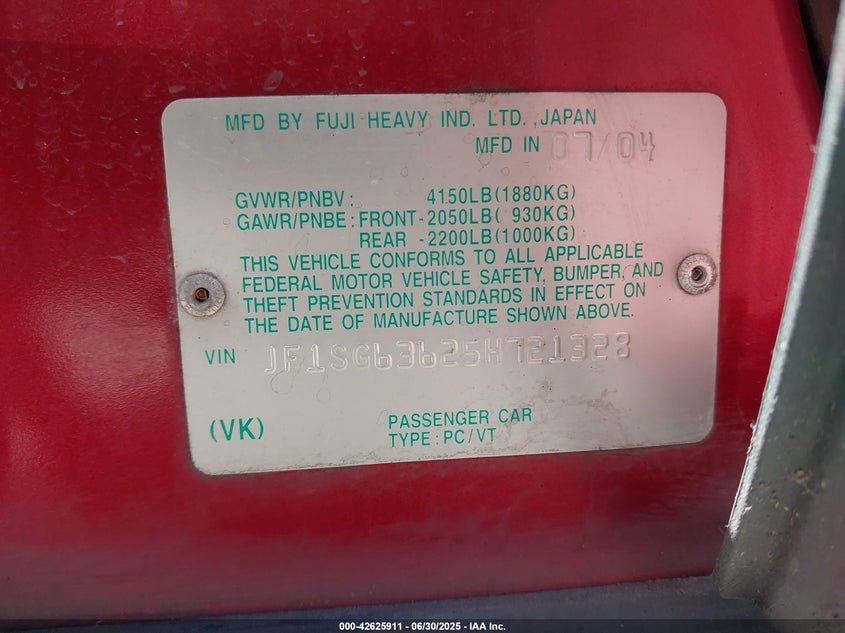 MFD BY FUJI HEAVY IND. LTD., JAPAN
MFD IN 07/04
GVWR/PNBV: 4150LB(1880KG)
GAWR/PNBE: FRONT-2050LB( 930KG)
REAR -2200LB(1000KG)
THIS VEHICLE CONFORMS TO ALL APPLICABLE
FEDERAL MOTOR VEHICLE SAFETY, BUMPER, AND
THEFT PREVENTION STANDARDS IN EFFECT ON
THE DATE OF MANUFACTURE SHOWN ABOVE.
VIN JF1SG63625H721328
(VK) PASSENGER CAR
TYPE: PC/VT
000-42625911 - 06/30/2025 - IAA Inc.